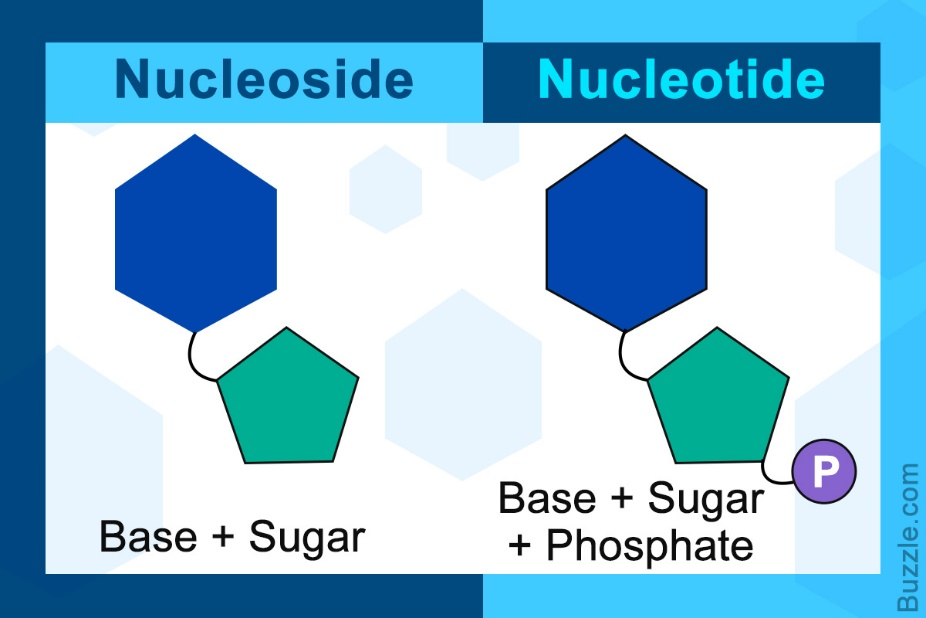 Nucleoside
Nucleotide
Base + Sugar
P
Base + Sugar
+ Phosphate
Buzzle.com